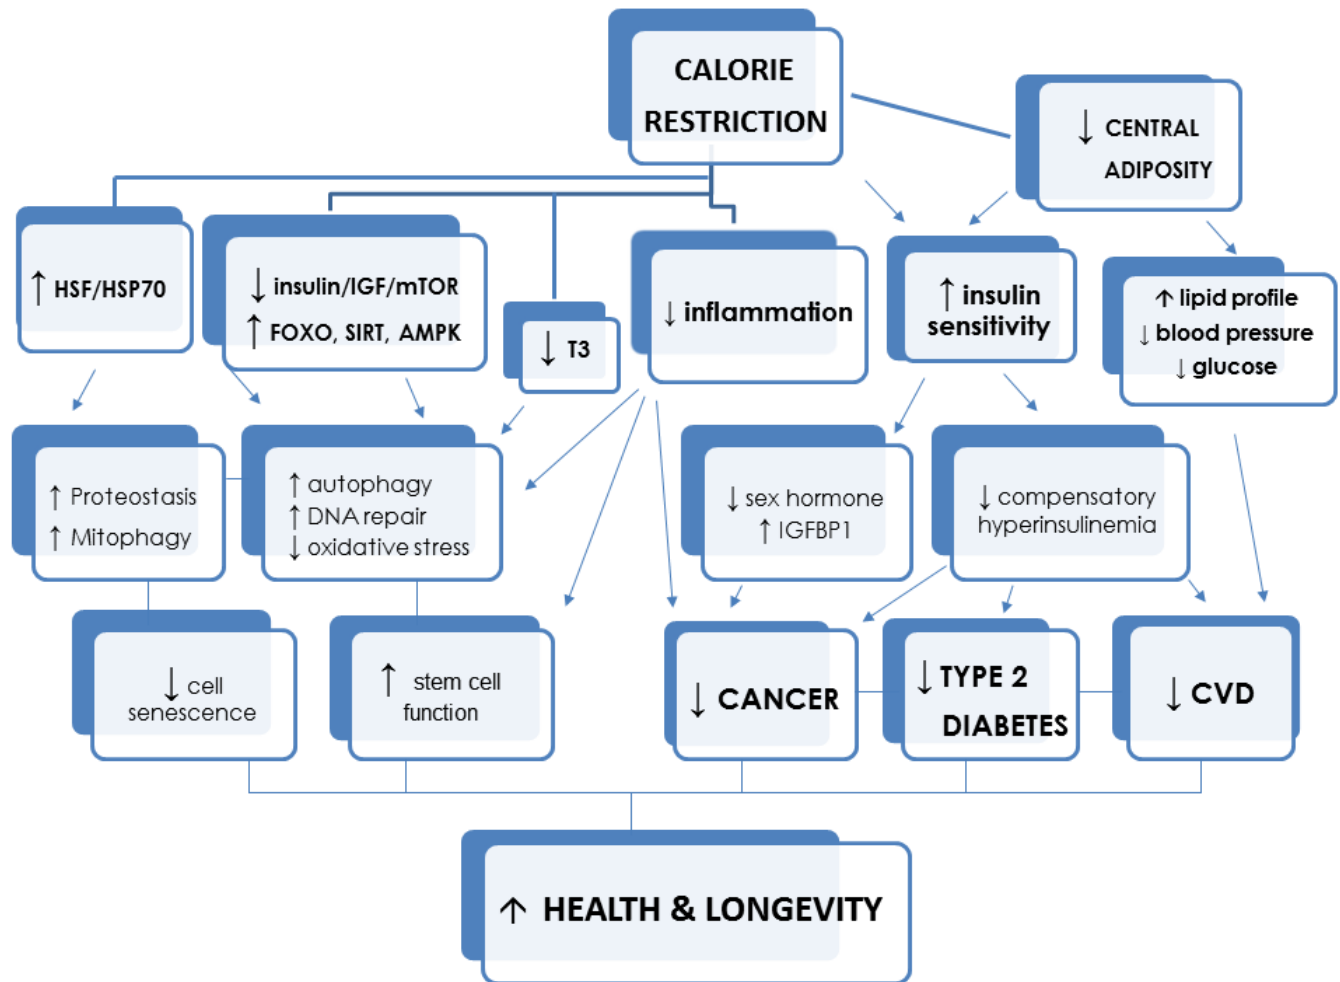 CALORIE
RESTRICTION
↓ CENTRAL
ADIPOSITY
↑ HSF/HSP70
↓ insulin/IGF/mTOR
↑ FOXO, SIRT, AMPK
↓ T3
↓ inflammation
↑ insulin
sensitivity
↑ lipid profile
↓ blood pressure
↓ glucose
↑ Proteostasis
↑ Mitophagy
↑ autophagy
↑ DNA repair
↓ oxidative stress
↓ sex hormone
↑ IGFBP1
↓ compensatory
hyperinsulinemia
↓ cell
senescence
↑ stem cell
function
↓ CANCER
↓ TYPE 2
DIABETES
↓ CVD
↑ HEALTH & LONGEVITY